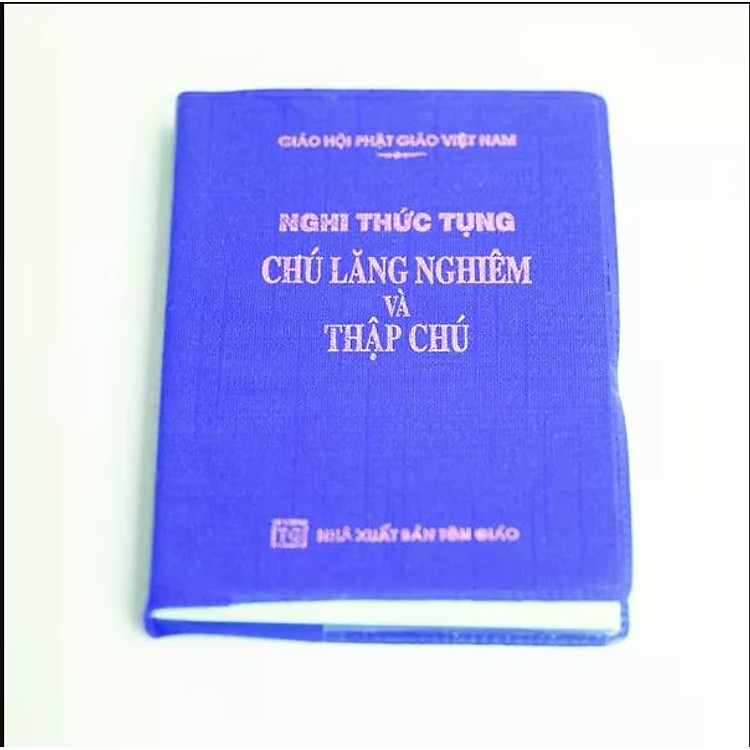 GIÁO HỘI PHẬT GIÁO VIỆT NAM
NGHI THỨC TỤNG
CHÚ LĂNG NGHIÊM
VÀ
THẬP CHÚ
TG NHÀ XUẤT BẢN TÔN GIÁO